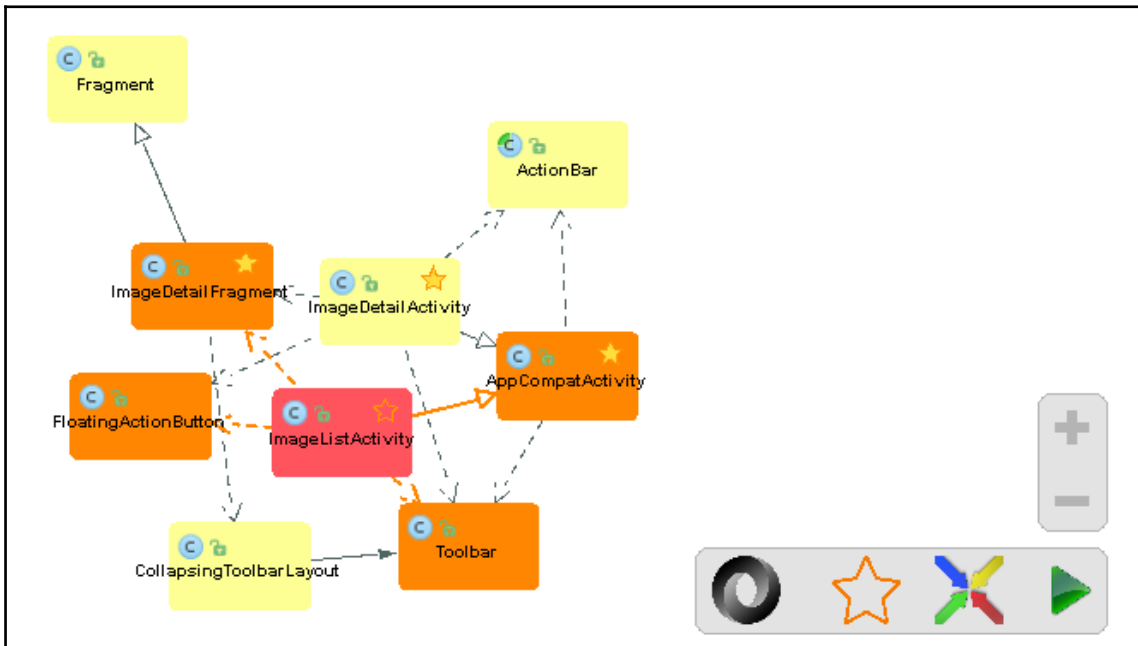 C
Fragment
C
ActionBar
C
ImageDetailFragment
C
ImageDetailActivity
C
AppCompatActivity
C
FloatingActionButton
C
ImageListActivity
C
Toolbar
C
CollapsingToolbarLayout